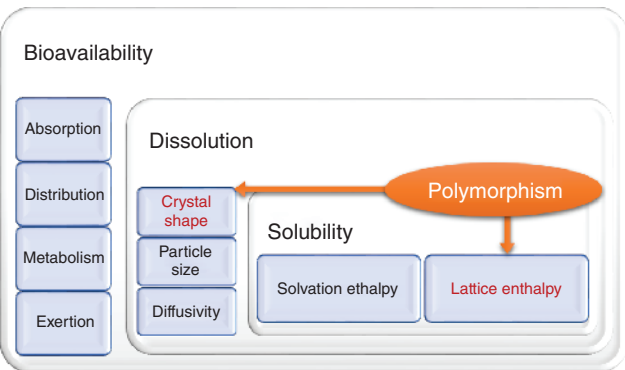 Bioavailability
Absorption
Distribution
Metabolism
Exertion
Dissolution
Crystal
shape
Particle
size
Diffusivity
Polymorphism
Solubility
Solvation ethalpy
Lattice enthalpy